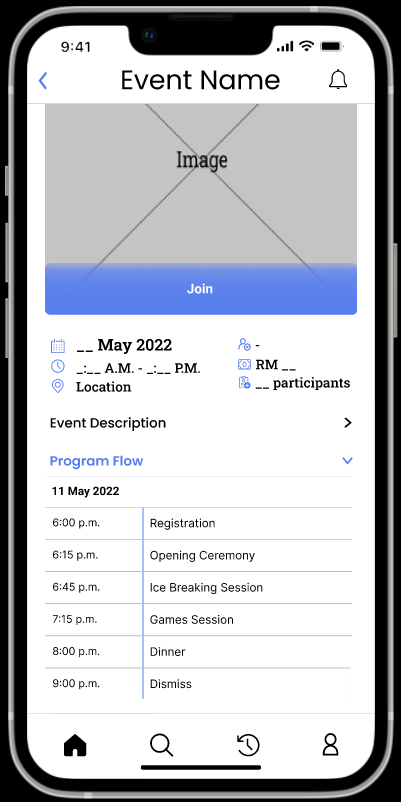 9:41
Event Name
Image
Join
__ May 2022
-
_:__ A.M. - _:__ P.M.
RM __
Location
__ participants
Event Description
Program Flow
11 May 2022
6:00 p.m. Registration
6:15 p.m. Opening Ceremony
6:45 p.m. Ice Breaking Session
7:15 p.m. Games Session
8:00 p.m. Dinner
9:00 p.m. Dismiss